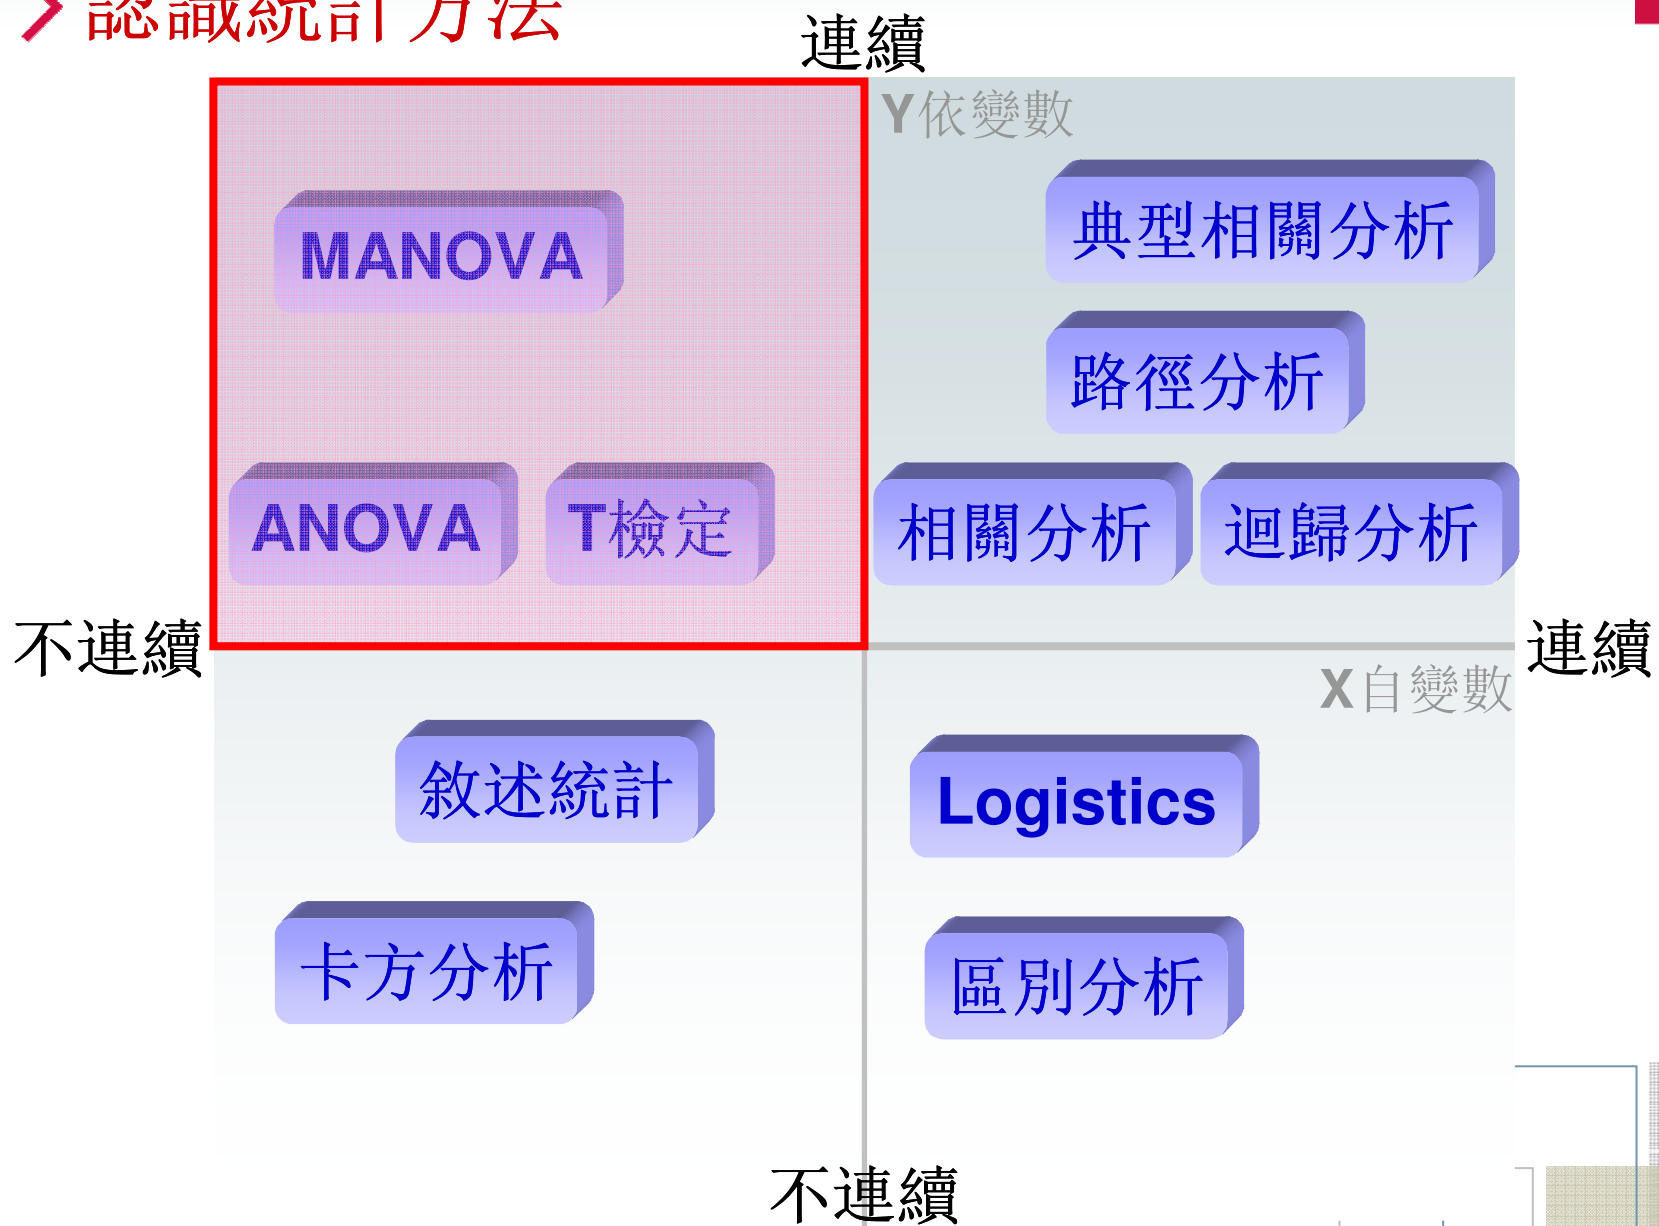 認識統計方法
連續
Y依變數
MANOVA
典型相關分析
路徑分析
ANOVA
T檢定
相關分析
迴歸分析
不連續
連續
X自變數
敘述統計
Logistics
卡方分析
區別分析
不連續